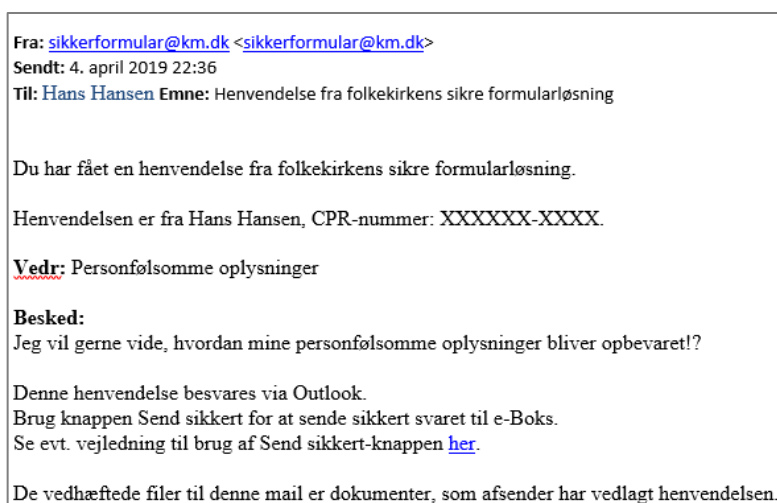 Fra: sikkerformular@km.dk <sikkerformular@km.dk>
Sendt: 4. april 2019 22:36
Til: Hans Hansen Emne: Henvendelse fra folkekirkens sikre formularløsning
Du har fået en henvendelse fra folkekirkens sikre formularløsning.
Henvendelsen er fra Hans Hansen, CPR-nummer: XXXXXX-XXXX.
Vedr: Personfølsomme oplysninger
Besked:
Jeg vil gerne vide, hvordan mine personfølsomme oplysninger bliver opbevaret!?
Denne henvendelse besvares via Outlook.
Brug knappen Send sikkert for at sende sikkert svaret til e-Boks.
Se evt. vejledning til brug af Send sikkert-knappen her.
De vedhæftede filer til denne mail er dokumenter, som afsender har vedlagt henvendelsen.